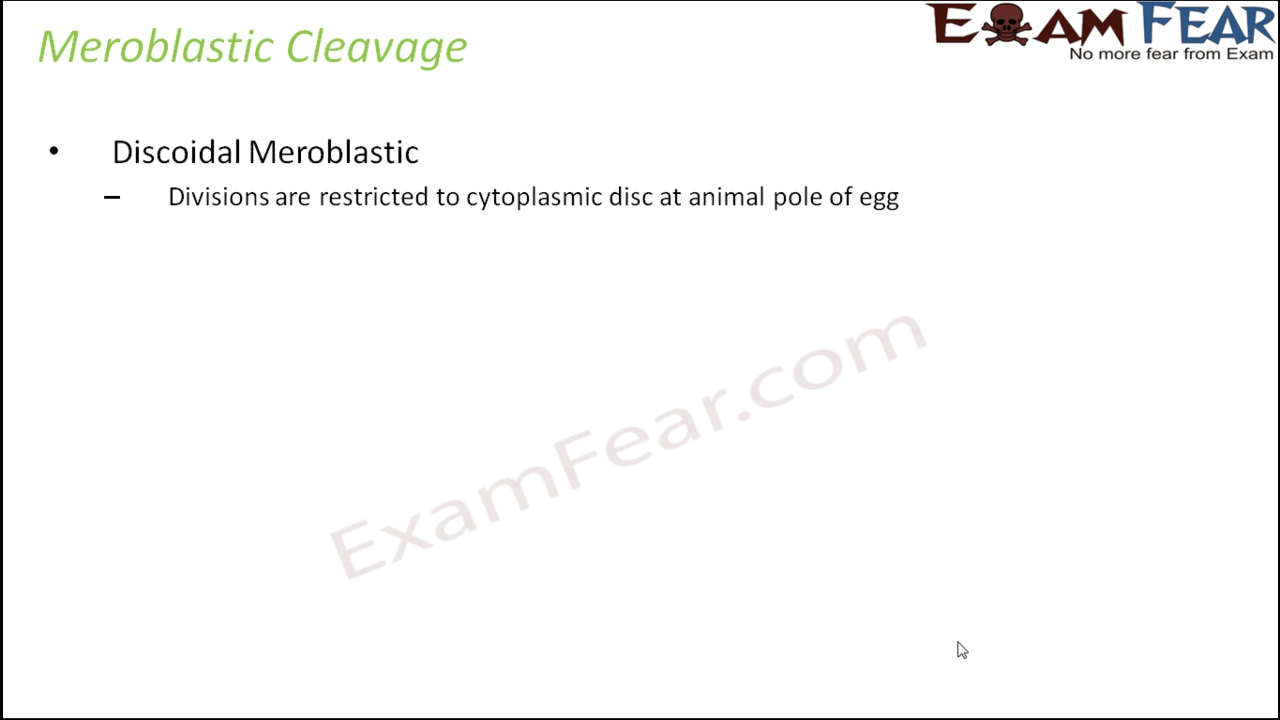 Meroblastic Cleavage
EXAM FEAR
No more fear from Exam
• Discoidal Meroblastic
– Divisions are restricted to cytoplasmic disc at animal pole of egg
ExamFear.com